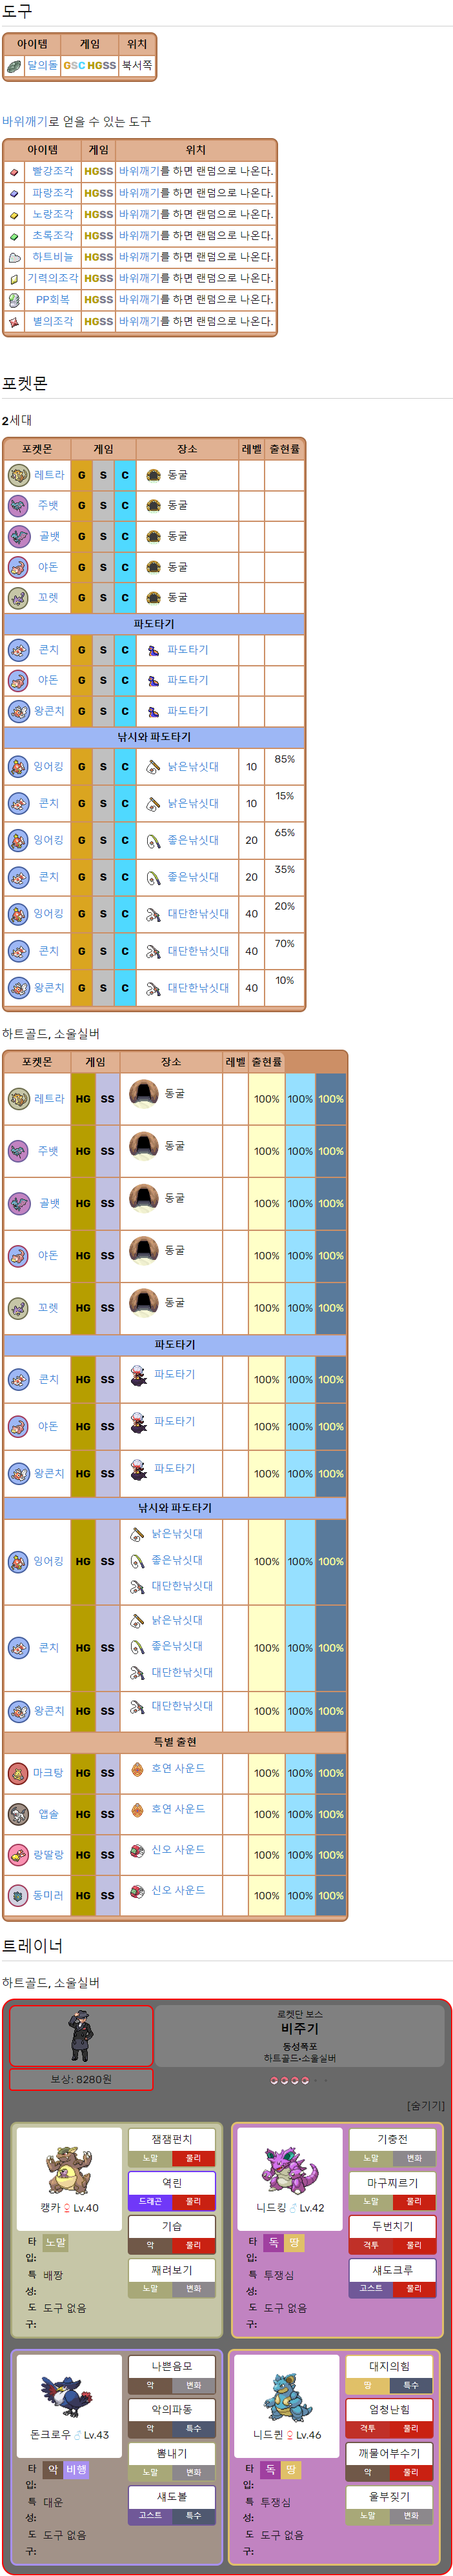 도구
아이템 게임 위치
달의돌 GSC HGSS 북서쪽
바위깨기로 얻을 수 있는 도구
아이템 게임 위치
빨강조각 HGSS 바위깨기를 하면 랜덤으로 나온다.
파랑조각 HGSS 바위깨기를 하면 랜덤으로 나온다.
노랑조각 HGSS 바위깨기를 하면 랜덤으로 나온다.
초록조각 HGSS 바위깨기를 하면 랜덤으로 나온다.
하트비늘 HGSS 바위깨기를 하면 랜덤으로 나온다.
기력의조각 HGSS 바위깨기를 하면 랜덤으로 나온다.
PP회복 HGSS 바위깨기를 하면 랜덤으로 나온다.
별의조각 HGSS 바위깨기를 하면 랜덤으로 나온다.
포켓몬
2세대
포켓몬 게임 장소 레벨 출현률
레트라 G S C 동굴
주뱃 G S C 동굴
골뱃 G S C 동굴
야돈 G S C 동굴
꼬렛 G S C 동굴
파도타기
콘치 G S C 파도타기
야돈 G S C 파도타기
왕콘치 G S C 파도타기
낚시와 파도타기
잉어킹 G S C 낡은낚싯대 10 85%
콘치 G S C 낡은낚싯대 10 15%
잉어킹 G S C 좋은낚싯대 20 65%
콘치 G S C 좋은낚싯대 20 35%
잉어킹 G S C 대단한낚싯대 40 20%
콘치 G S C 대단한낚싯대 40 70%
왕콘치 G S C 대단한낚싯대 40 10%
하트골드, 소울실버
포켓몬 게임 장소 레벨 출현률
레트라 HG SS 동굴 100% 100% 100%
주뱃 HG SS 동굴 100% 100% 100%
골뱃 HG SS 동굴 100% 100% 100%
야돈 HG SS 동굴 100% 100% 100%
꼬렛 HG SS 동굴 100% 100% 100%
파도타기
콘치 HG SS 파도타기 100% 100% 100%
야돈 HG SS 파도타기 100% 100% 100%
왕콘치 HG SS 파도타기 100% 100% 100%
낚시와 파도타기
낡은낚싯대
잉어킹 HG SS 좋은낚싯대 100% 100% 100%
대단한낚싯대
낡은낚싯대
콘치 HG SS 좋은낚싯대 100% 100% 100%
대단한낚싯대
왕콘치 HG SS 대단한낚싯대 100% 100% 100%
특별 출현
마크탕 HG SS 호연 사운드 100% 100% 100%
앱솔 HG SS 호연 사운드 100% 100% 100%
랑딸랑 HG SS 신오 사운드 100% 100% 100%
동미러 HG SS 신오 사운드 100% 100% 100%
트레이너
하트골드, 소울실버
로켓단 보스
비주기
동성폭포
하트골드•소울실버
보상: 8280원
[숨기기]
캥카 ♀ Lv.40
잼잼펀치
노말 물리
역린
드래곤 물리
기습
악 물리
째려보기
노말 변화
타입: 노말
특성: 배짱
도구: 도구 없음
니드킹 ♂ Lv.42
기충전
노말 변화
마구찌르기
노말 물리
두번치기
격투 물리
섀도크루
고스트 물리
타입: 독 땅
특성: 투쟁심
도구: 도구 없음
돈크로우 ♂ Lv.43
나쁜음모
악 변화
악의파동
악 특수
뽐내기
노말 변화
섀도볼
고스트 특수
타입: 악 비행
특성: 대운
도구: 도구 없음
니드퀸 ♀ Lv.46
대지의힘
땅 특수
엄청난힘
격투 물리
깨물어부수기
악 물리
울부짖기
노말 변화
타입: 독 땅
특성: 투쟁심
도구: 도구 없음